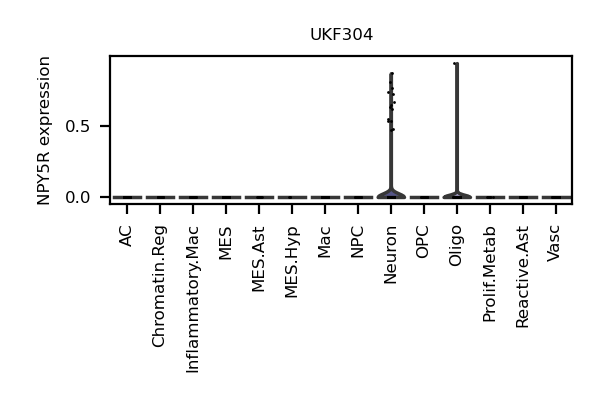 UKF304
NPY5R expression
0.5
0.0
AC
Chromatin.Reg
Inflammatory.Mac
MES
MES.Ast
MES.Hyp
Mac
NPC
Neuron
OPC
Oligo
Prolif.Metab
Reactive.Ast
Vasc